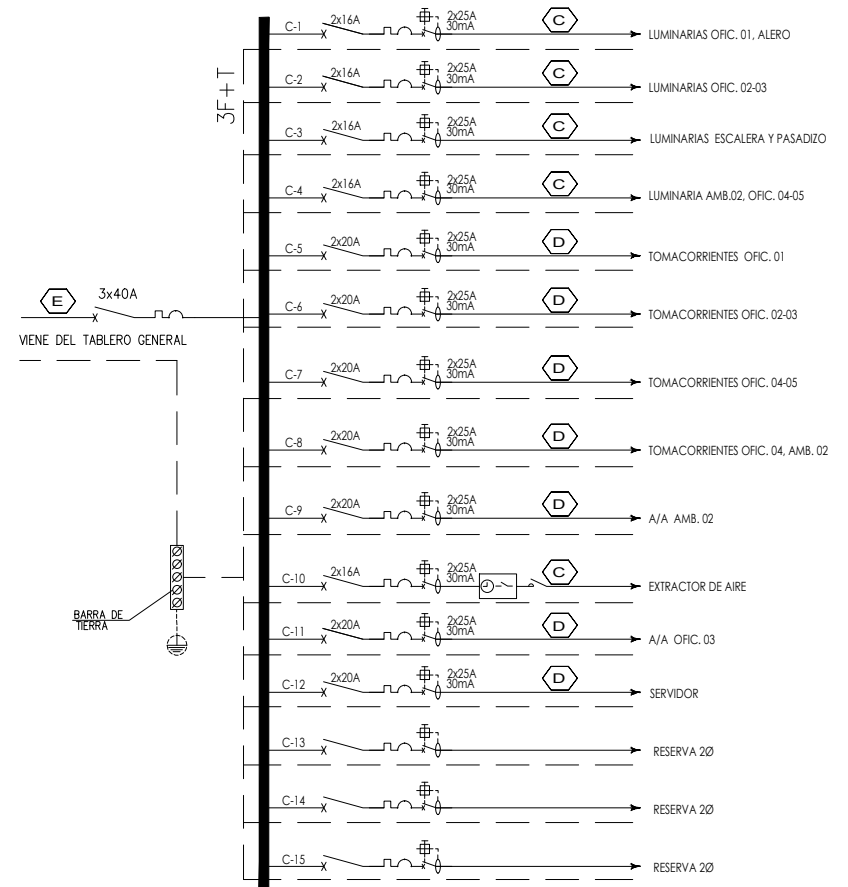 C-1 2x16A 2x25A 30mA C LUMINARIAS OFIC. 01, ALERO
3F+T
C-2 2x16A 2x25A 30mA C LUMINARIAS OFIC. 02-03
C-3 2x16A 2x25A 30mA C LUMINARIAS ESCALERA Y PASADIZO
C-4 2x16A 2x25A 30mA C LUMINARIA AMB.02, OFIC. 04-05
C-5 2x20A 2x25A 30mA D TOMACORRIENTES OFIC. 01
E 3x40A
VIENE DEL TABLERO GENERAL
C-6 2x20A 2x25A 30mA D TOMACORRIENTES OFIC. 02-03
C-7 2x20A 2x25A 30mA D TOMACORRIENTES OFIC. 04-05
C-8 2x20A 2x25A 30mA D TOMACORRIENTES OFIC. 04, AMB. 02
C-9 2x20A 2x25A 30mA D A/A AMB. 02
C-10 2x16A 2x25A 30mA C EXTRACTOR DE AIRE
BARRA DE
TIERRA
C-11 2x20A 2x25A 30mA D A/A OFIC. 03
C-12 2x20A 2x25A 30mA D SERVIDOR
C-13 RESERVA 2Ø
C-14 RESERVA 2Ø
C-15 RESERVA 2Ø